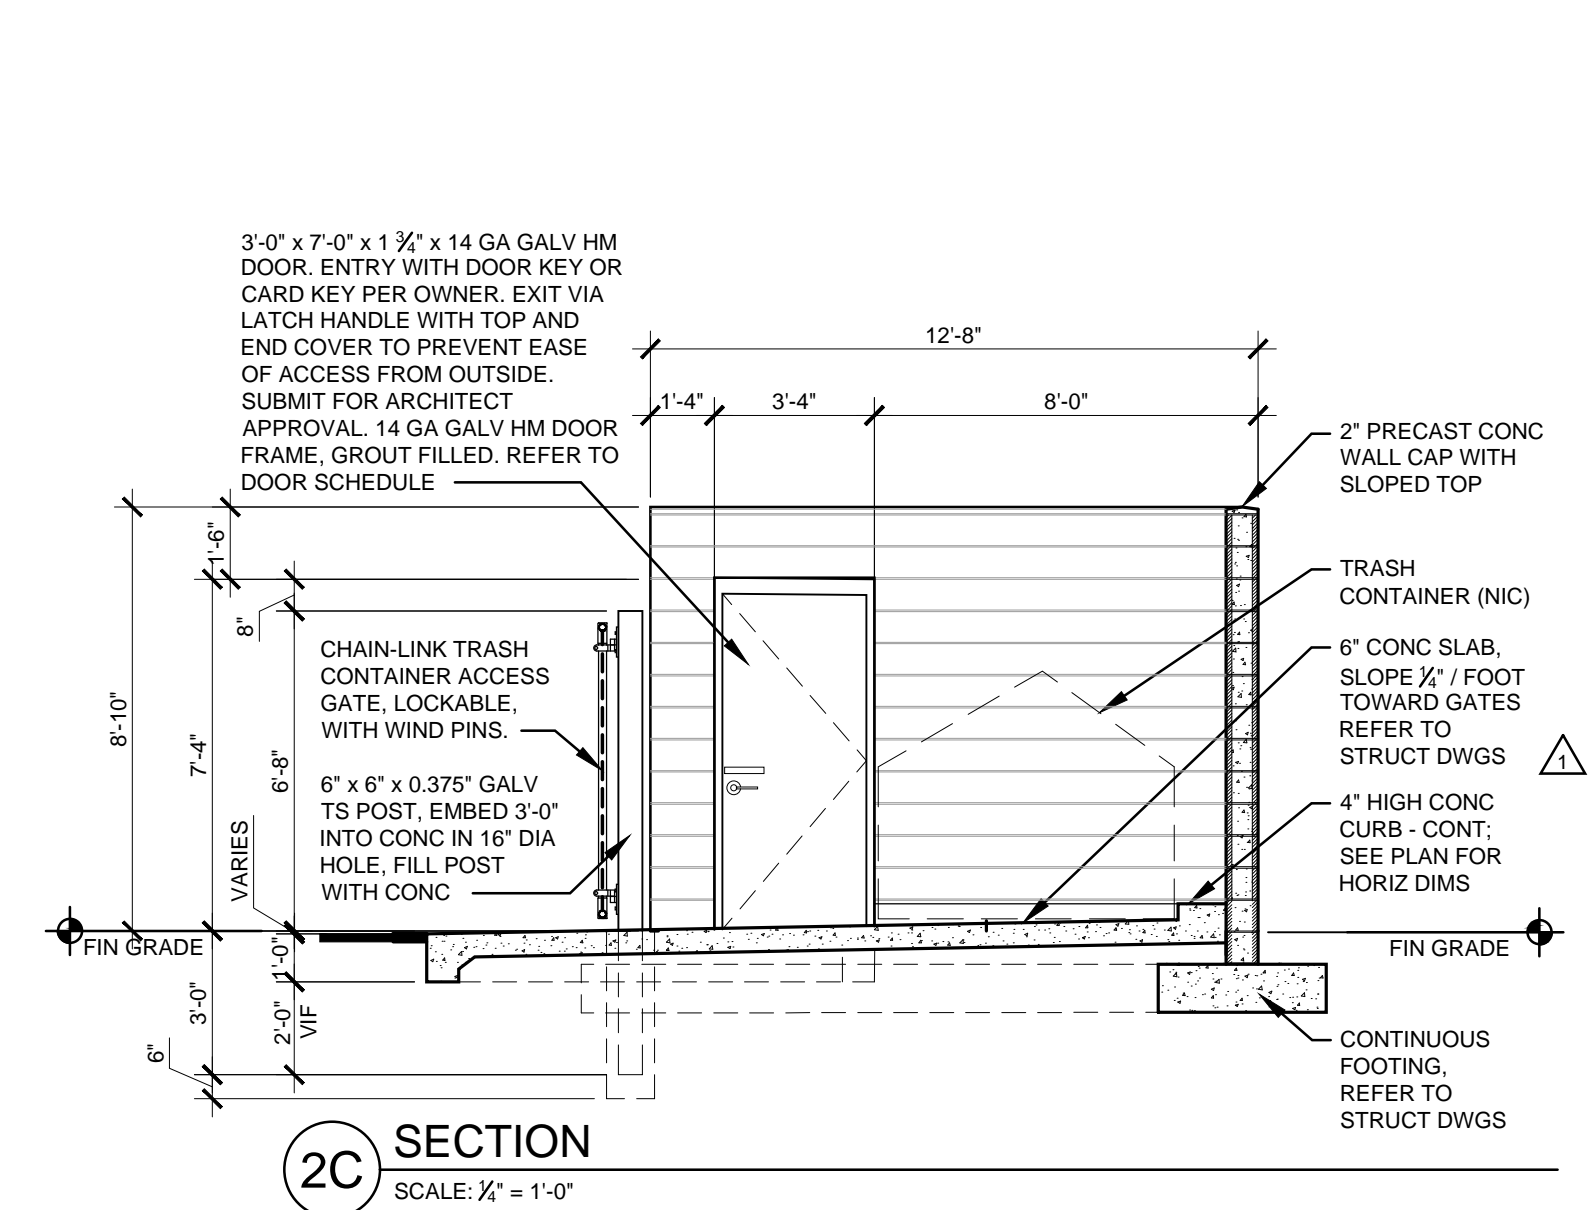 3'-0" x 7'-0" x 1 ¾" x 14 GA GALV HM
DOOR. ENTRY WITH DOOR KEY OR
CARD KEY PER OWNER. EXIT VIA
LATCH HANDLE WITH TOP AND
END COVER TO PREVENT EASE
OF ACCESS FROM OUTSIDE.
SUBMIT FOR ARCHITECT
APPROVAL. 14 GA GALV HM DOOR
FRAME, GROUT FILLED. REFER TO
DOOR SCHEDULE
12'-8"
1'-4"
3'-4"
8'-0"
2" PRECAST CONC
WALL CAP WITH
SLOPED TOP
TRASH
CONTAINER (NIC)
6" CONC SLAB,
SLOPE ¼" / FOOT
TOWARD GATES
REFER TO
STRUCT DWGS
1
4" HIGH CONC
CURB - CONT;
SEE PLAN FOR
HORIZ DIMS
FIN GRADE
CONTINUOUS
FOOTING,
REFER TO
STRUCT DWGS
8'-10"
1'-6"
7'-4"
8"
6'-8"
VARIES
CHAIN-LINK TRASH
CONTAINER ACCESS
GATE, LOCKABLE,
WITH WIND PINS.
6" x 6" x 0.375" GALV
TS POST, EMBED 3'-0"
INTO CONC IN 16" DIA
HOLE, FILL POST
WITH CONC
FIN GRADE
1'-0"
3'-0"
2'-0"
VIF
6"
2C
SECTION
SCALE: ¼" = 1'-0"